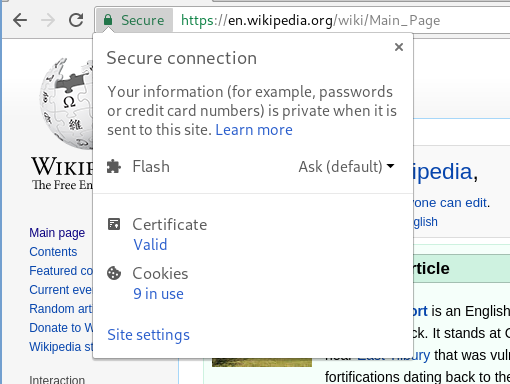 Secure https://en.wikipedia.org/wiki/Main_Page
Secure connection
Your information (for example, passwords
or credit card numbers) is private when it is
sent to this site. Learn more
Flash Ask (default)
Certificate
Valid
Cookies
9 in use
Site settings
Ω
維
WIKIP
The Free En
Main page
Contents
Featured co
Current eve
Random arti
Donate to W
Wikipedia st
Interaction
ipedia,
one can edit.
glish
rticle
ort is an English
ck. It stands at
near East Tilbury that was vuln
fortifications dating back to the